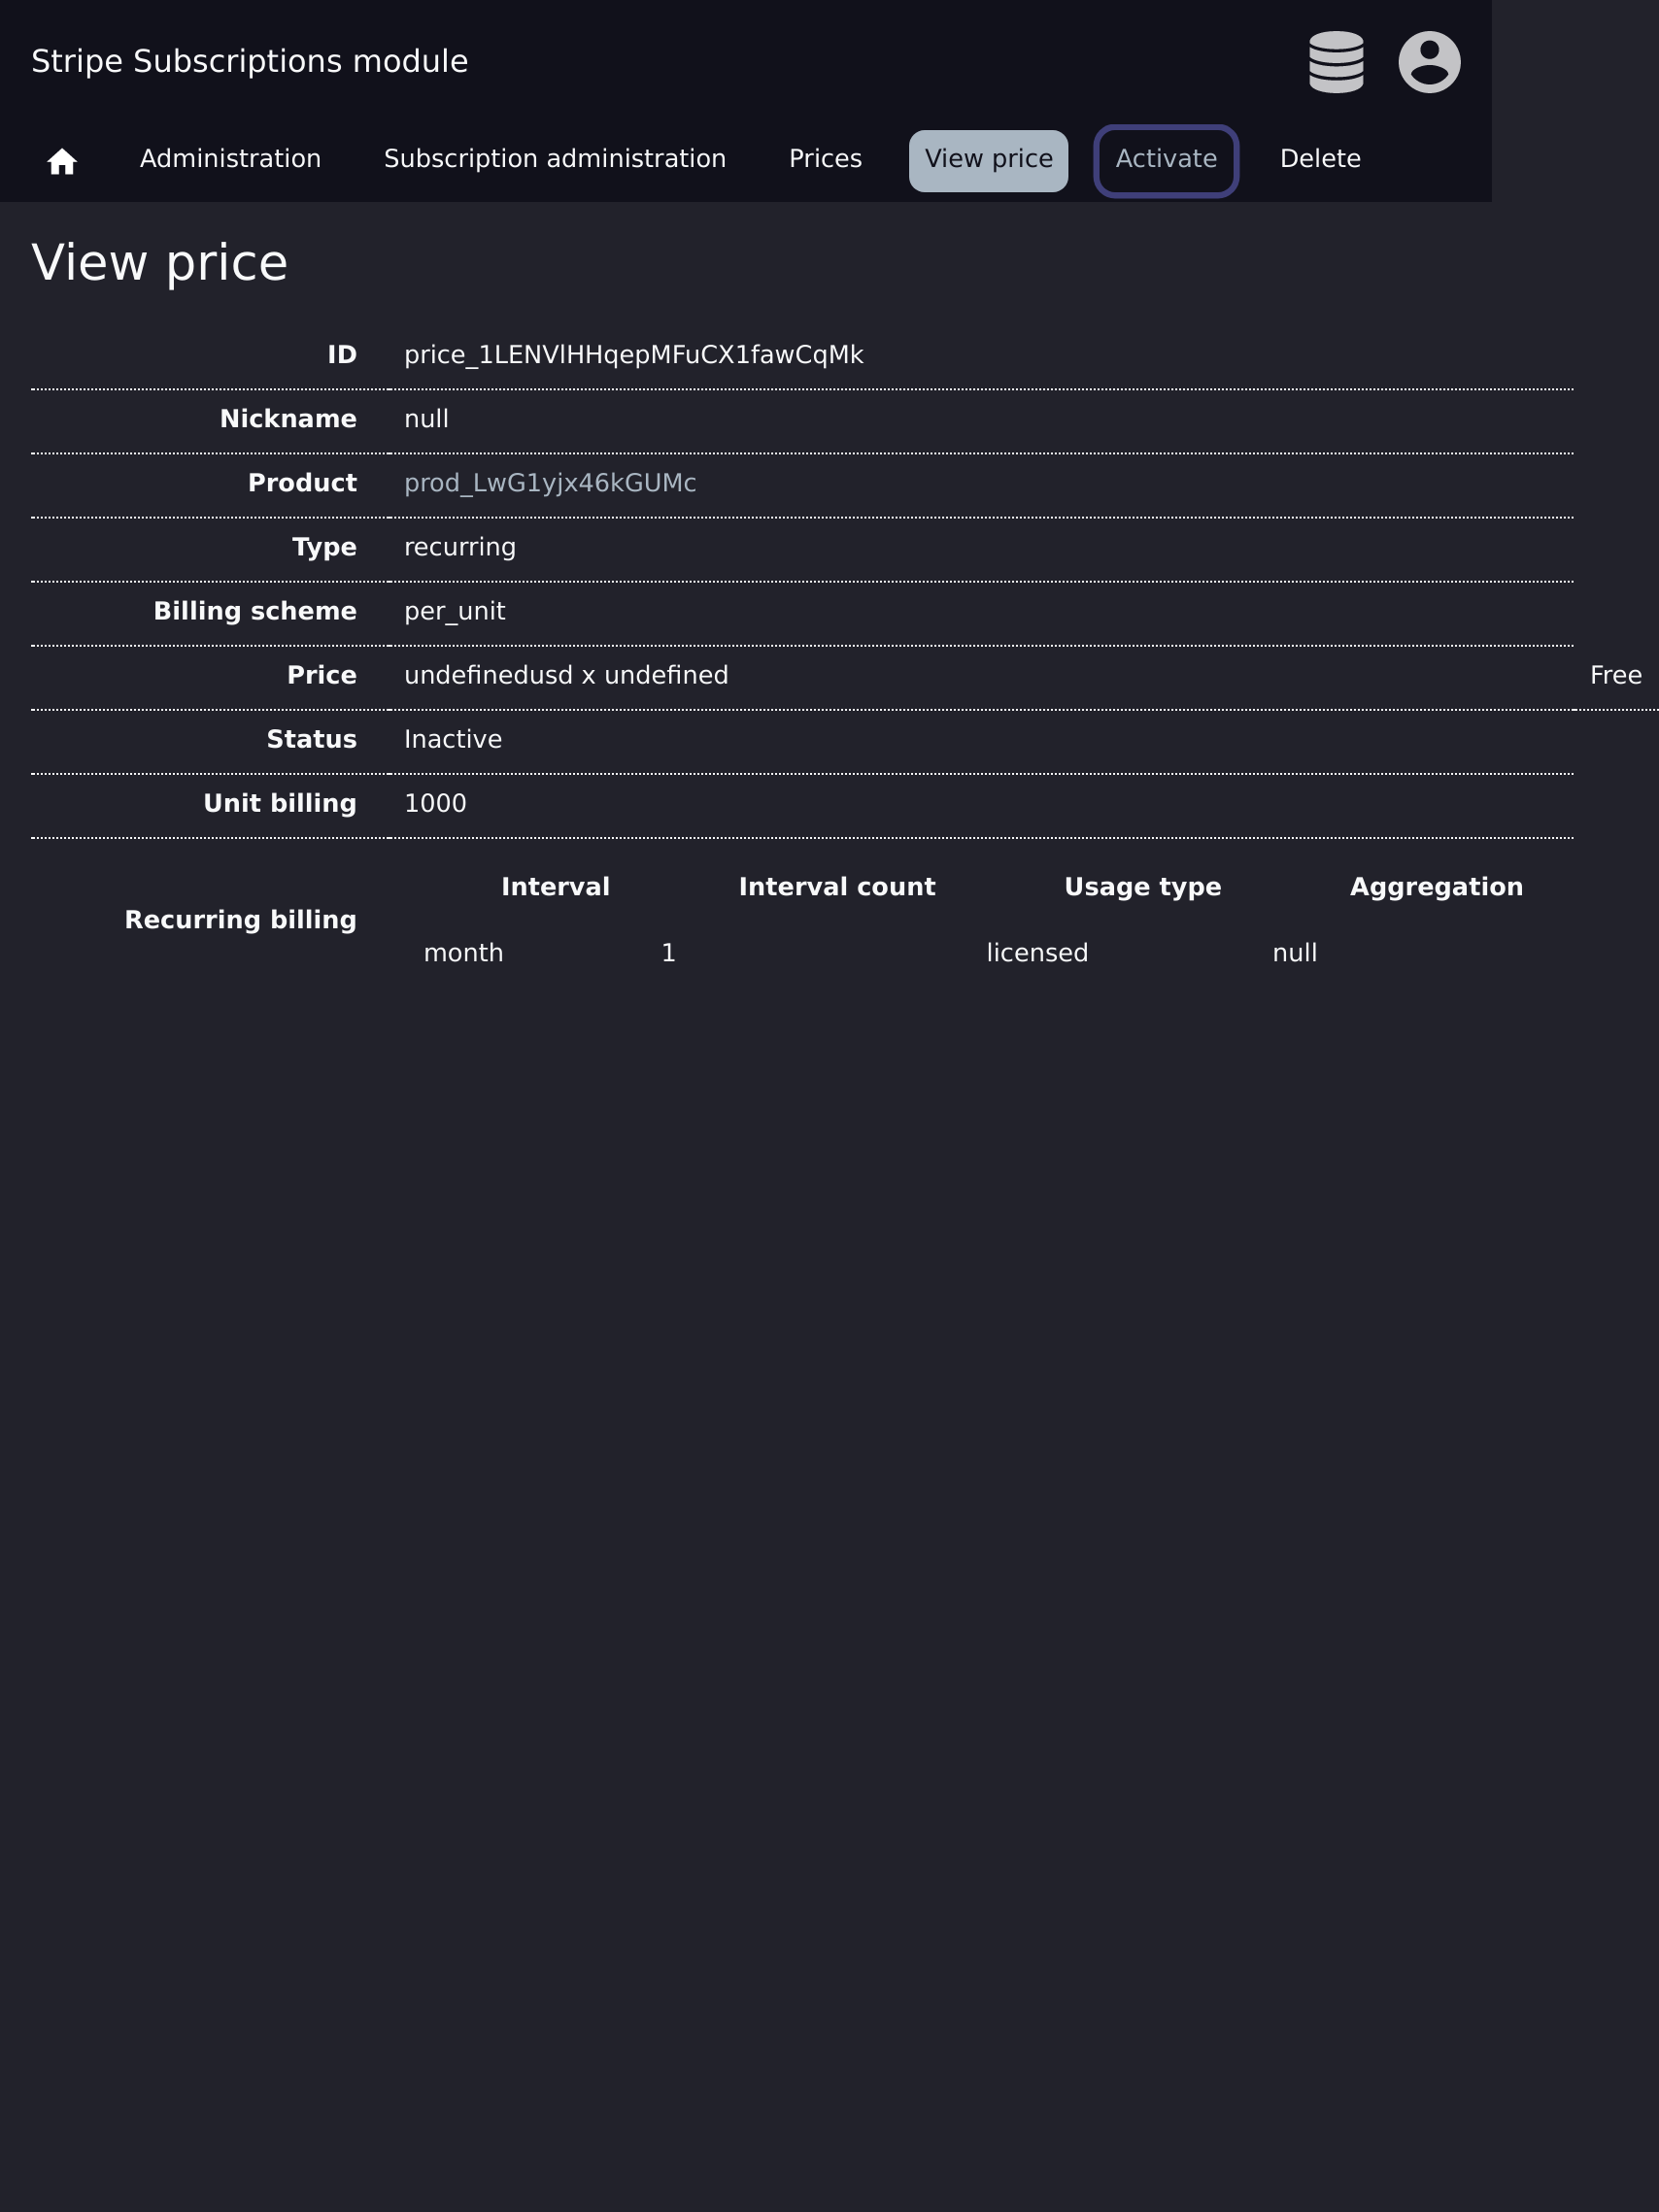 Stripe Subscriptions module
Administration Subscription administration Prices View price Activate Delete
View price
ID price_1LENVlHHqepMFuCX1fawCqMk
Nickname null
Product prod_LwG1yjx46kGUMc
Type recurring
Billing scheme per_unit
Price undefinedusd x undefined Free
Status Inactive
Unit billing 1000
Interval Interval count Usage type Aggregation
Recurring billing
month 1 licensed null